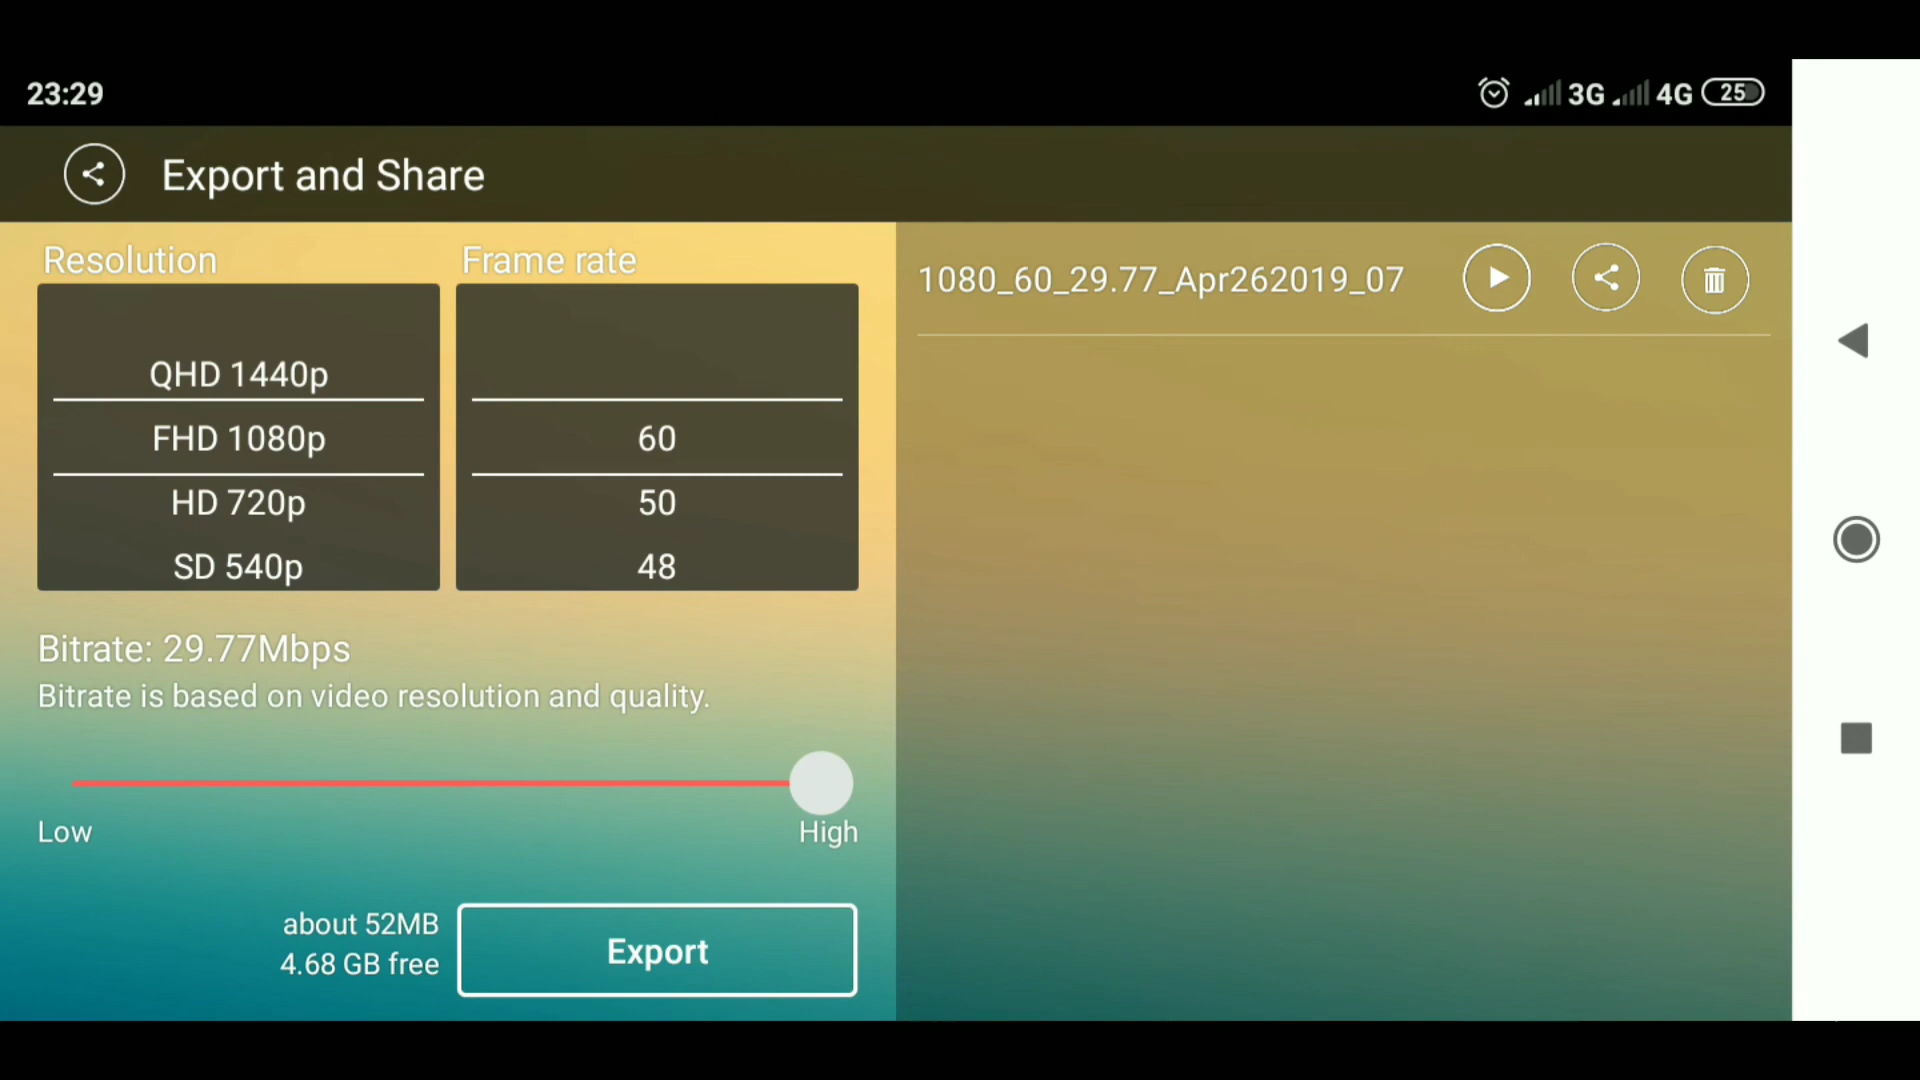 23:29
3G 4G 25
Export and Share
Resolution
Frame rate
QHD 1440p
FHD 1080p
HD 720p
SD 540p
60
50
48
Bitrate: 29.77Mbps
Bitrate is based on video resolution and quality.
Low
High
about 52MB
4.68 GB free
Export
1080_60_29.77_Apr262019_07